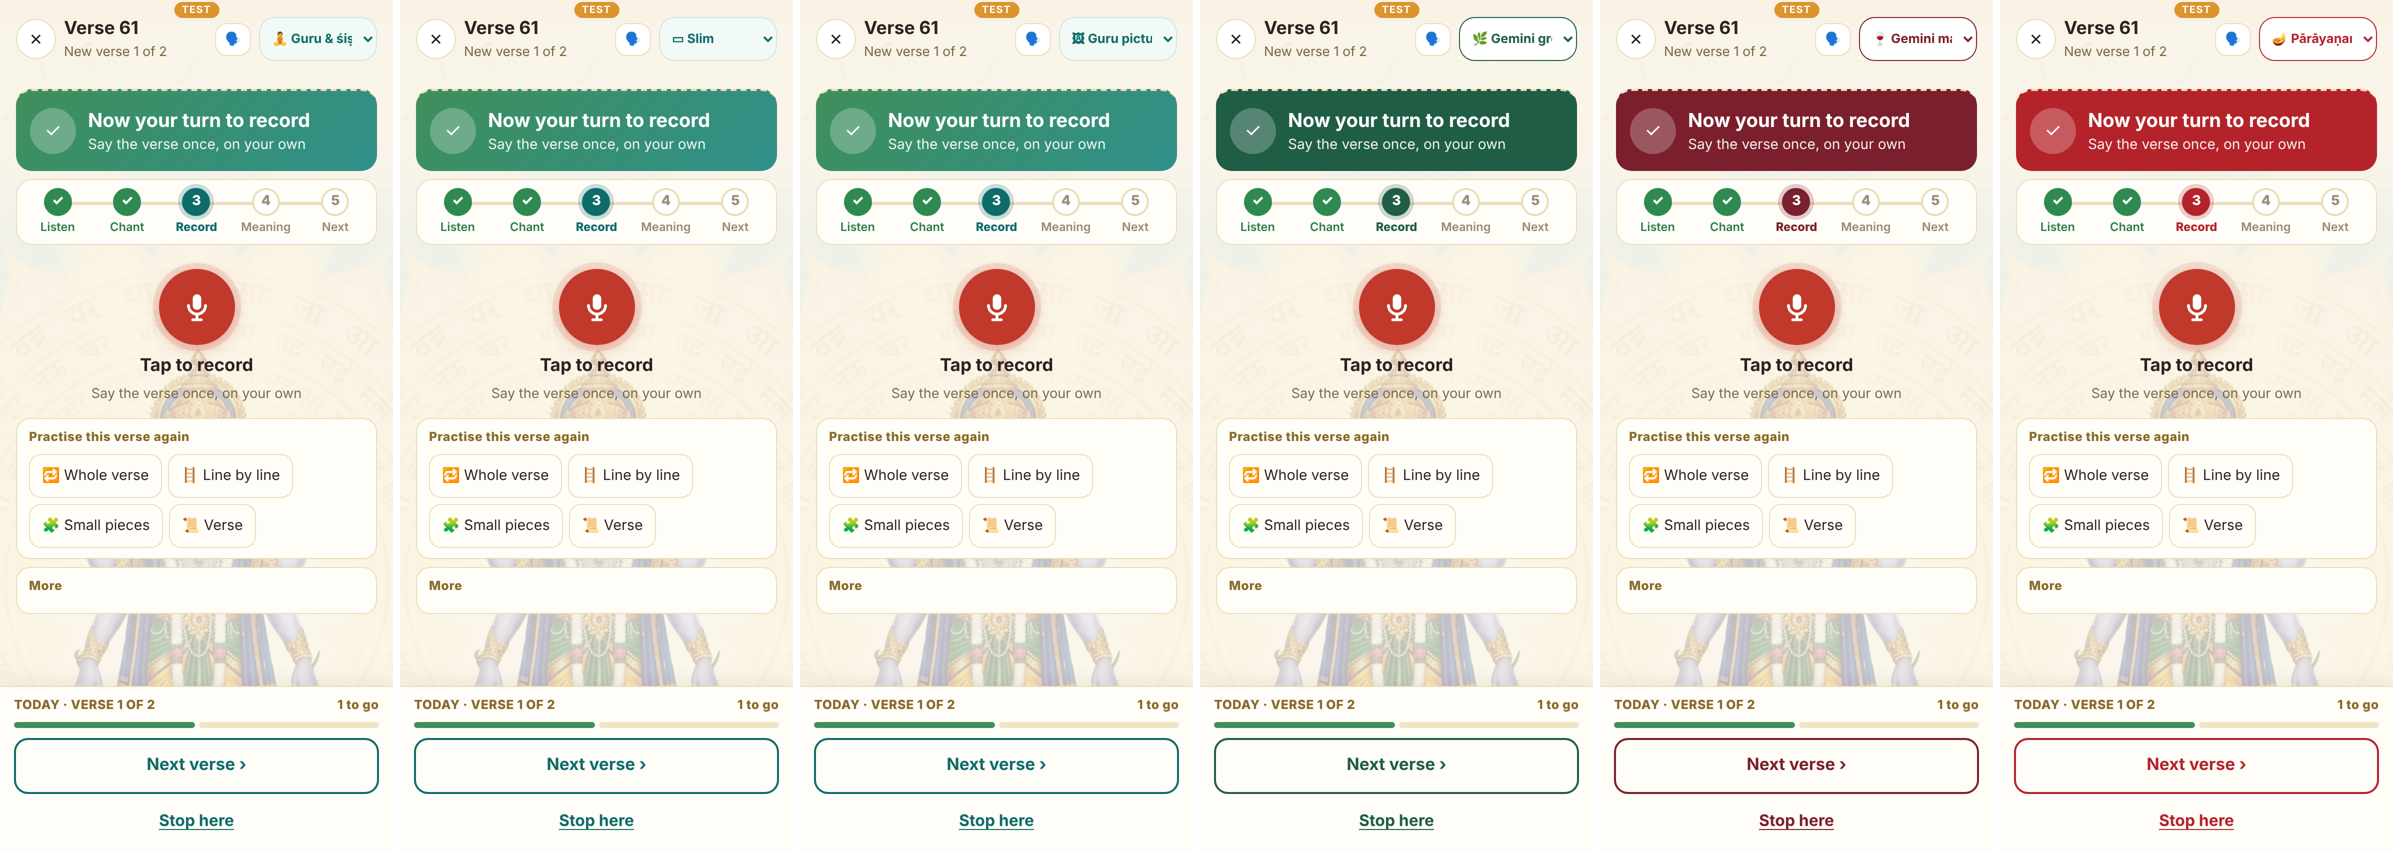 TEST
Verse 61
New verse 1 of 2
Guru & śiṣ
Now your turn to record
Say the verse once, on your own
3
4
5
Listen
Chant
Record
Meaning
Next
Tap to record
Say the verse once, on your own
Practise this verse again
Whole verse
Line by line
Small pieces
Verse
More
TODAY · VERSE 1 OF 2
1 to go
Next verse ›
Stop here
TEST
Verse 61
New verse 1 of 2
Slim
Now your turn to record
Say the verse once, on your own
3
4
5
Listen
Chant
Record
Meaning
Next
Tap to record
Say the verse once, on your own
Practise this verse again
Whole verse
Line by line
Small pieces
Verse
More
TODAY · VERSE 1 OF 2
1 to go
Next verse ›
Stop here
TEST
Verse 61
New verse 1 of 2
Guru pictu
Now your turn to record
Say the verse once, on your own
3
4
5
Listen
Chant
Record
Meaning
Next
Tap to record
Say the verse once, on your own
Practise this verse again
Whole verse
Line by line
Small pieces
Verse
More
TODAY · VERSE 1 OF 2
1 to go
Next verse ›
Stop here
TEST
Verse 61
New verse 1 of 2
Gemini gr
Now your turn to record
Say the verse once, on your own
3
4
5
Listen
Chant
Record
Meaning
Next
Tap to record
Say the verse once, on your own
Practise this verse again
Whole verse
Line by line
Small pieces
Verse
More
TODAY · VERSE 1 OF 2
1 to go
Next verse ›
Stop here
TEST
Verse 61
New verse 1 of 2
Gemini ma
Now your turn to record
Say the verse once, on your own
3
4
5
Listen
Chant
Record
Meaning
Next
Tap to record
Say the verse once, on your own
Practise this verse again
Whole verse
Line by line
Small pieces
Verse
More
TODAY · VERSE 1 OF 2
1 to go
Next verse ›
Stop here
TEST
Verse 61
New verse 1 of 2
Pārāyaṇa
Now your turn to record
Say the verse once, on your own
3
4
5
Listen
Chant
Record
Meaning
Next
Tap to record
Say the verse once, on your own
Practise this verse again
Whole verse
Line by line
Small pieces
Verse
More
TODAY · VERSE 1 OF 2
1 to go
Next verse ›
Stop here